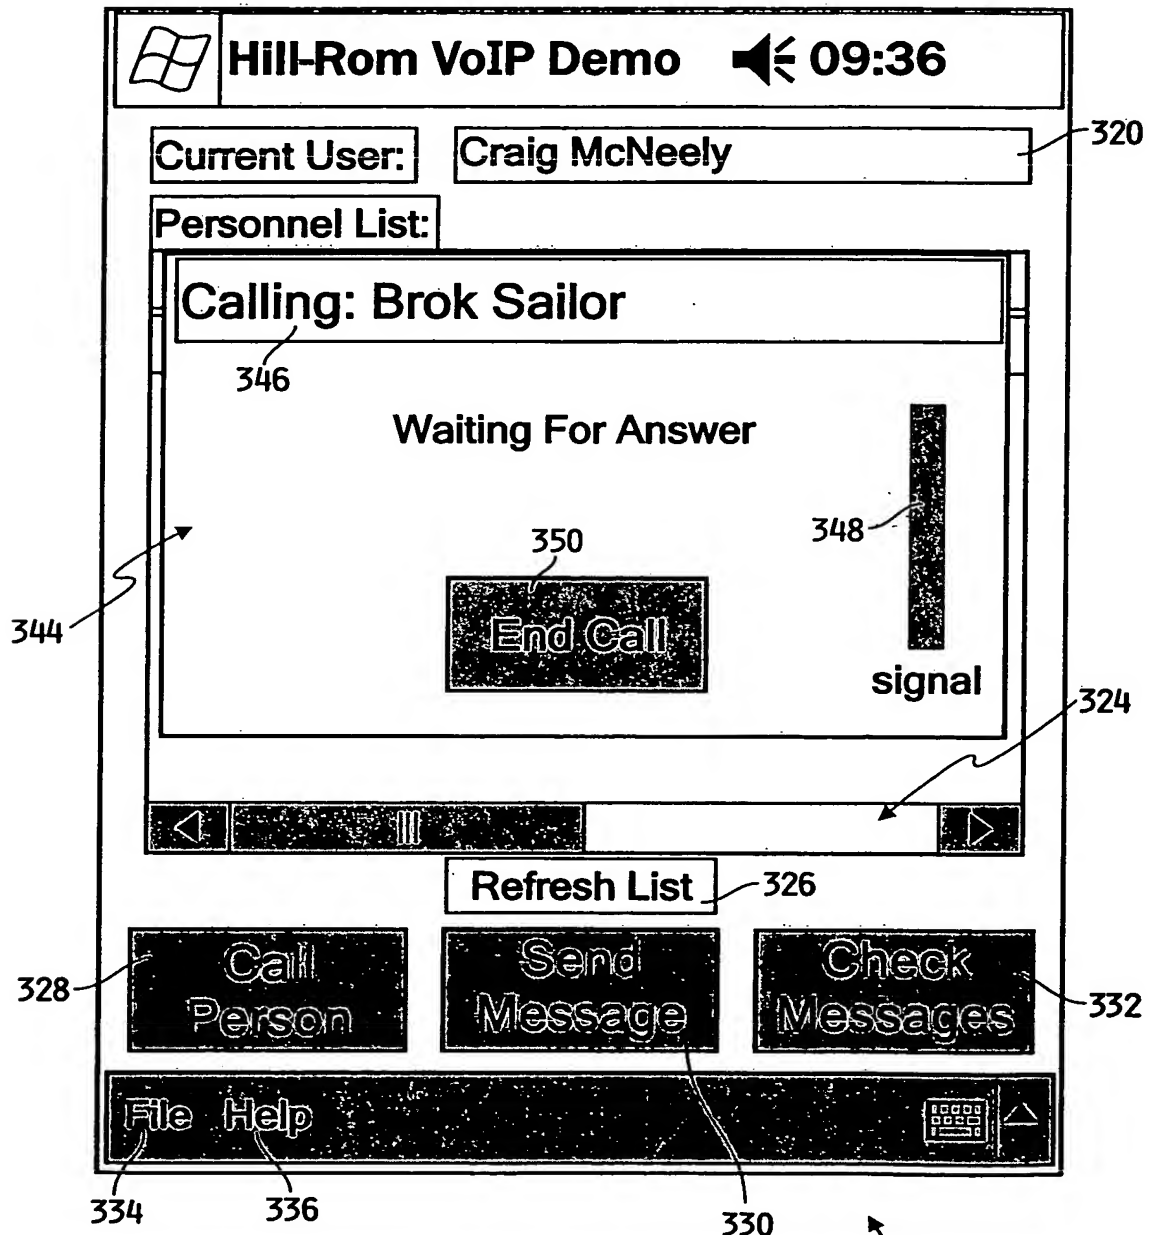 Hill-Rom VoIP Demo 09:36
Current User: Craig McNeely 320
Personnel List:
Calling: Brok Sailor
346
Waiting For Answer
348
350
End Call
344
signal
324
Refresh List 326
328 Call Person
Send Message
Check Messages 332
File Help
334 336 330